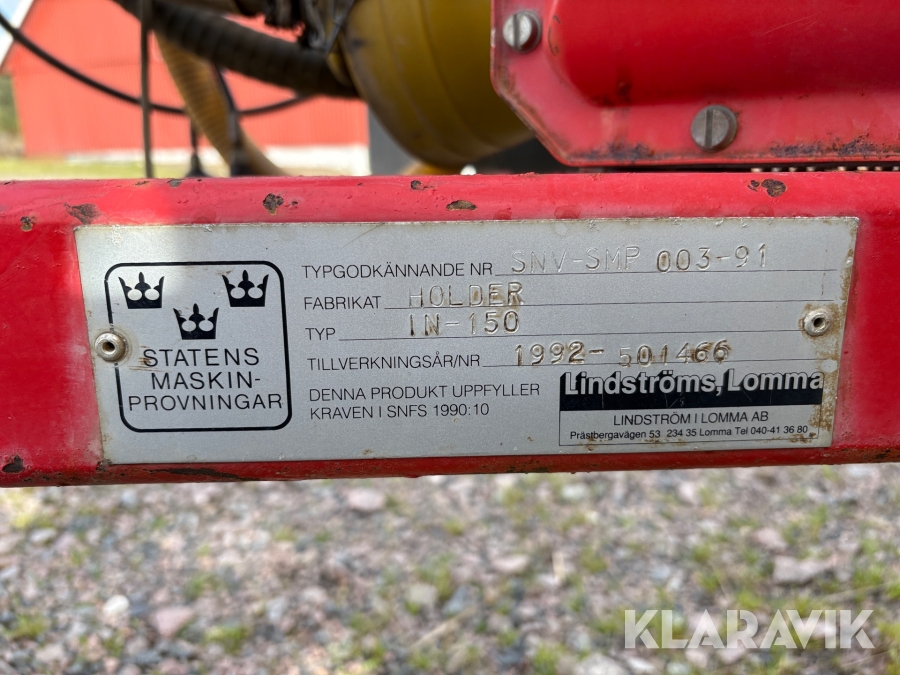 STATENS
MASKIN-
PROVNINGAR
TYPGODKÄNNANDE NR SNV-SMP 003-91
FABRIKAT HOLDER
TYP IN-150
TILLVERKNINGSÅR/NR 1992-501466
DENNA PRODUKT UPPFYLLER
KRAVEN I SNFS 1990:10
Lindströms, Lomma
LINDSTRÖM I LOMMA AB
Prästbergavägen 53 234 35 Lomma Tel 040-41 36 80
KLARAVIK